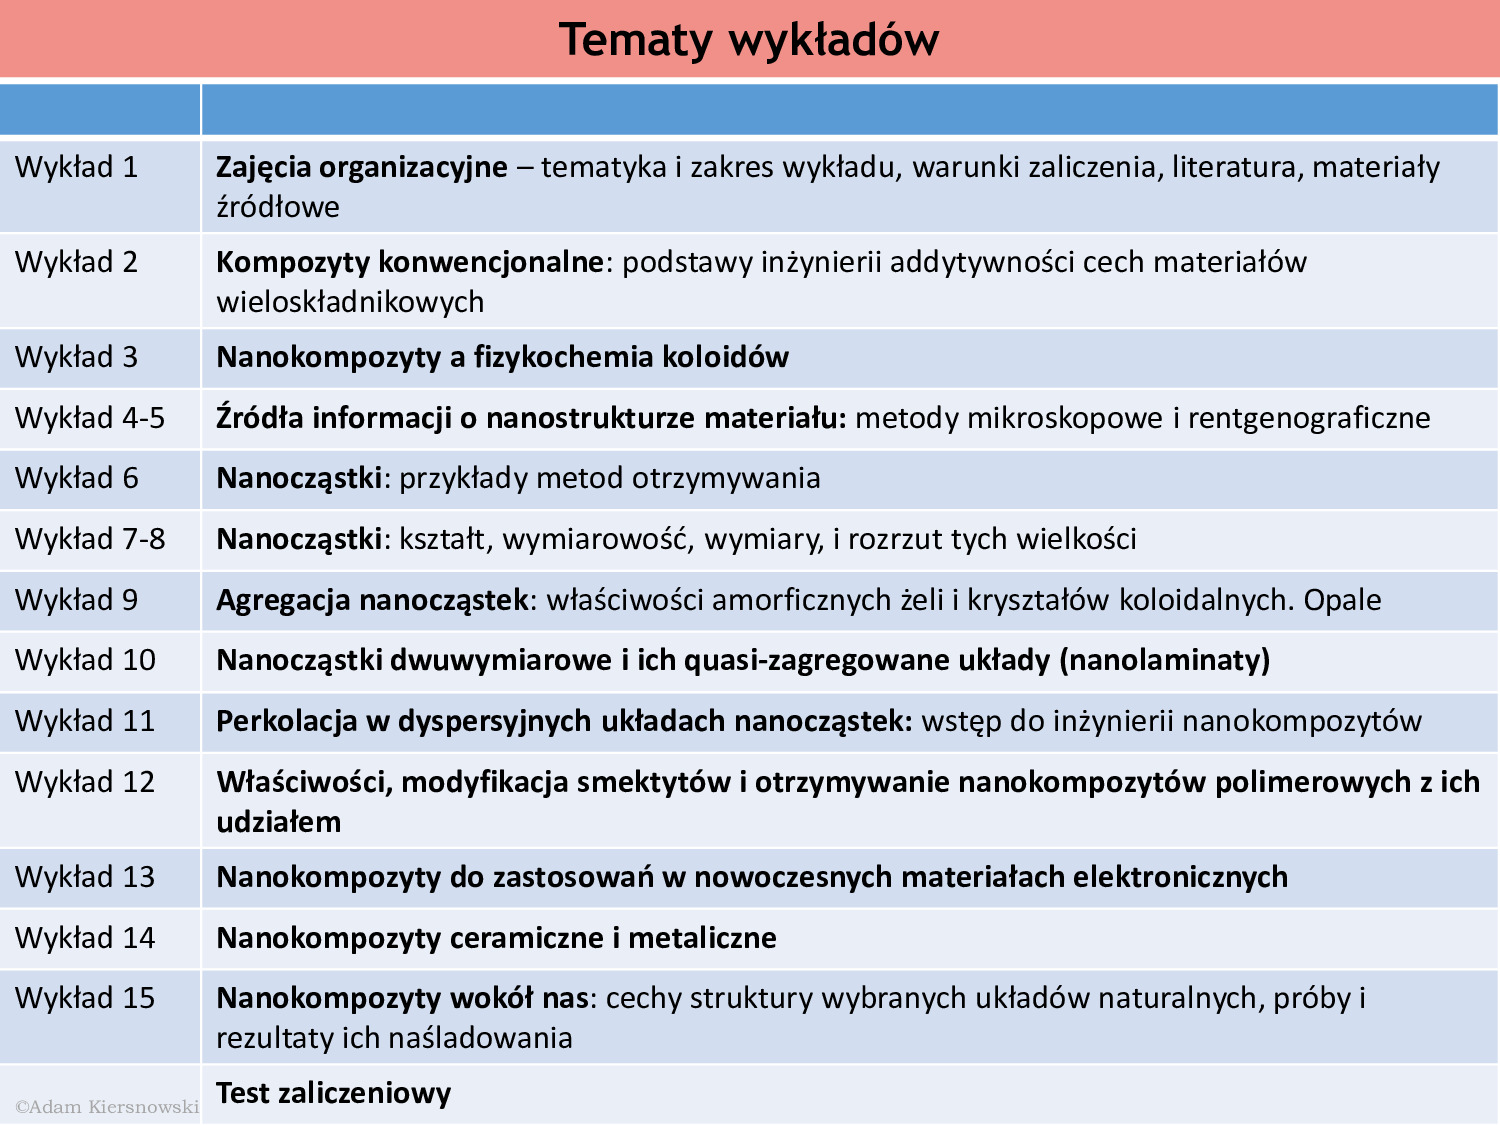 Tematy wykładów
Wykład 1
Zajęcia organizacyjne – tematyka i zakres wykładu, warunki zaliczenia, literatura, materiały
źródłowe
Wykład 2
Kompozyty konwencjonalne: podstawy inżynierii addytywności cech materiałów
wieloskładnikowych
Wykład 3
Nanokompozyty a fizykochemia koloidów
Wykład 4-5
Źródła informacji o nanostrukturze materiału: metody mikroskopowe i rentgenograficzne
Wykład 6
Nanocząstki: przykłady metod otrzymywania
Wykład 7-8
Nanocząstki: kształt, wymiarowość, wymiary, i rozrzut tych wielkości
Wykład 9
Agregacja nanocząstek: właściwości amorficznych żeli i kryształów koloidalnych. Opale
Wykład 10
Nanocząstki dwuwymiarowe i ich quasi-zagregowane układy (nanolaminaty)
Wykład 11
Perkolacja w dyspersyjnych układach nanocząstek: wstęp do inżynierii nanokompozytów
Wykład 12
Właściwości, modyfikacja smektytów i otrzymywanie nanokompozytów polimerowych z ich
udziałem
Wykład 13
Nanokompozyty do zastosowań w nowoczesnych materiałach elektronicznych
Wykład 14
Nanokompozyty ceramiczne i metaliczne
Wykład 15
Nanokompozyty wokół nas: cechy struktury wybranych układów naturalnych, próby i
rezultaty ich naśladowania
Test zaliczeniowy
©Adam Kiersnowski